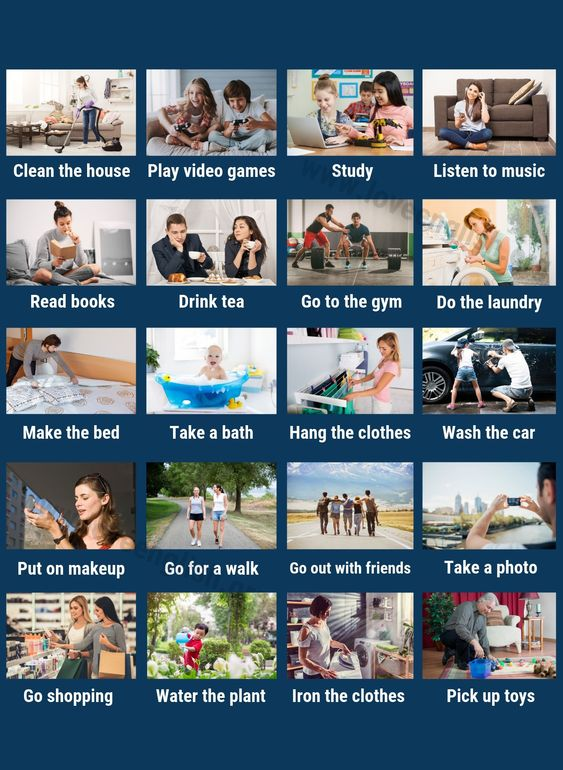 Clean the house
Play video games
Study
Listen to music
Read books
Drink tea
Go to the gym
Do the laundry
Make the bed
Take a bath
Hang the clothes
Wash the car
Put on makeup
Go for a walk
Go out with friends
Take a photo
Go shopping
Water the plant
Iron the clothes
Pick up toys